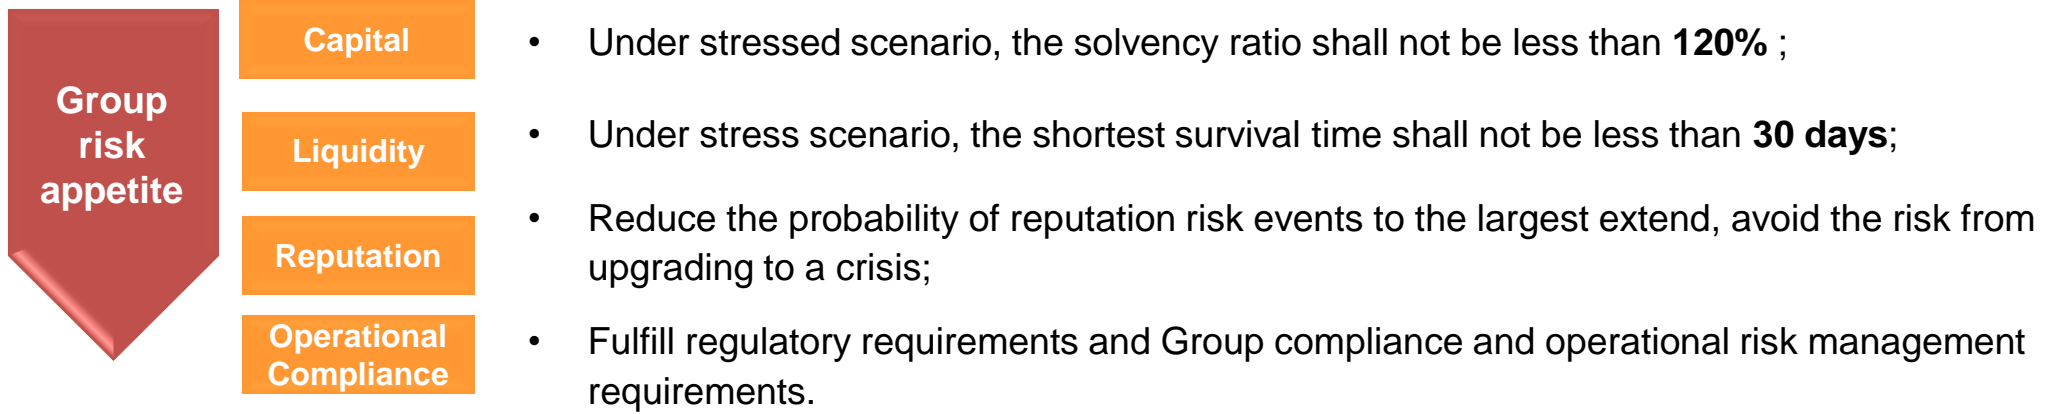 Group
risk
appetite
Capital
• Under stressed scenario, the solvency ratio shall not be less than 120% ;
Liquidity
• Under stress scenario, the shortest survival time shall not be less than 30 days;
Reputation
• Reduce the probability of reputation risk events to the largest extend, avoid the risk from
upgrading to a crisis;
Operational
Compliance
• Fulfill regulatory requirements and Group compliance and operational risk management
requirements.